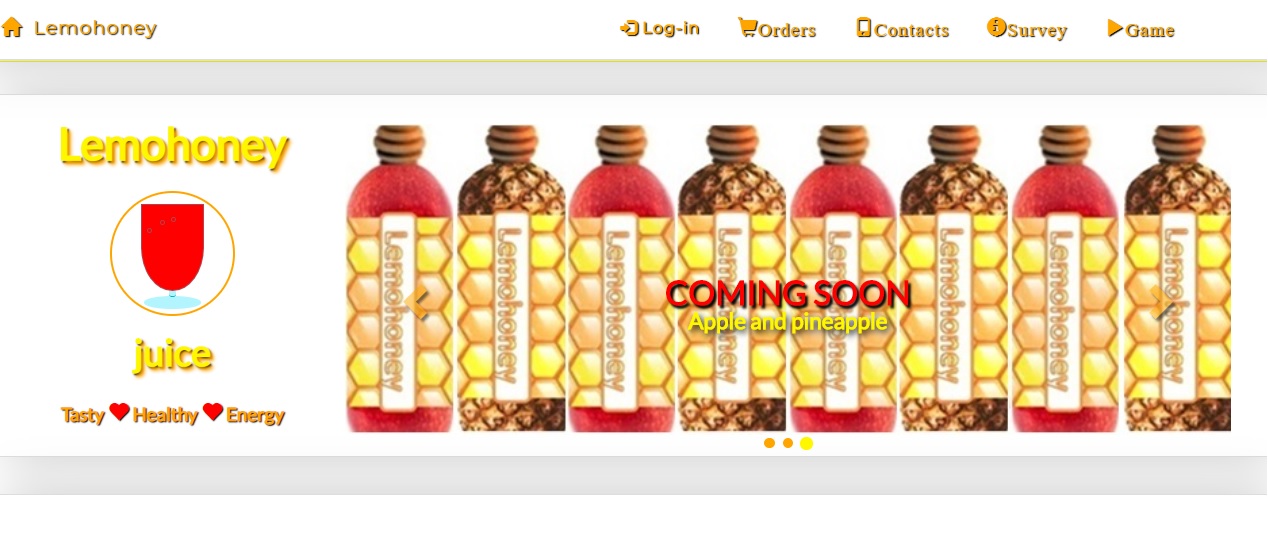 Lemohoney
Log-in
Orders
Contacts
Survey
Game
Lemohoney
juice
Tasty Healthy Energy
Lemohoney
Lemohoney
Lemohoney
Lemohoney
Lemohoney
Lemohoney
Lemohoney
Lemohoney
COMING SOON
Apple and pineapple